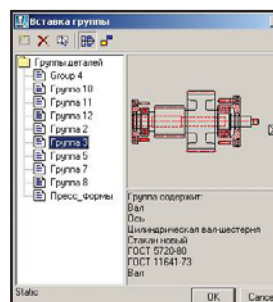 Вставка группы
Группы деталей
Group 4
Группа 10
Группа 11
Группа 12
Группа 2
Группа 3
Группа 5
Группа 7
Группа 8
Пресс_формы
Группа содержит:
Вал
Ось
Цилиндрическая вал-шестерня
Стакан новый
ГОСТ 5720-80
ГОСТ 11641-73
Вал
Static
OK
Cance